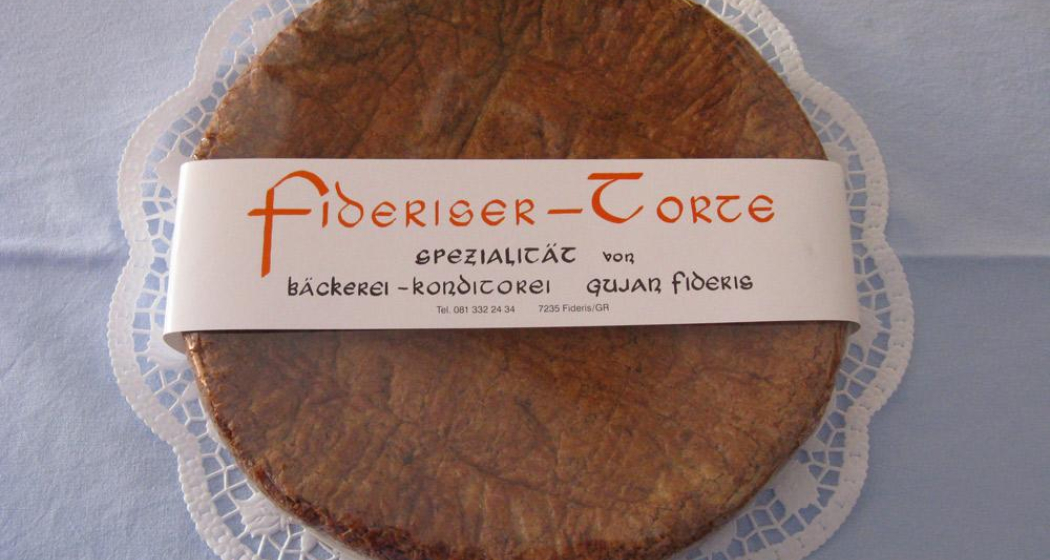 Fideriser-Torte
Spezialität von
Bäckerei-Konditorei Gujan Fideris
Tel. 081 332 24 34 7235 Fideris/GR